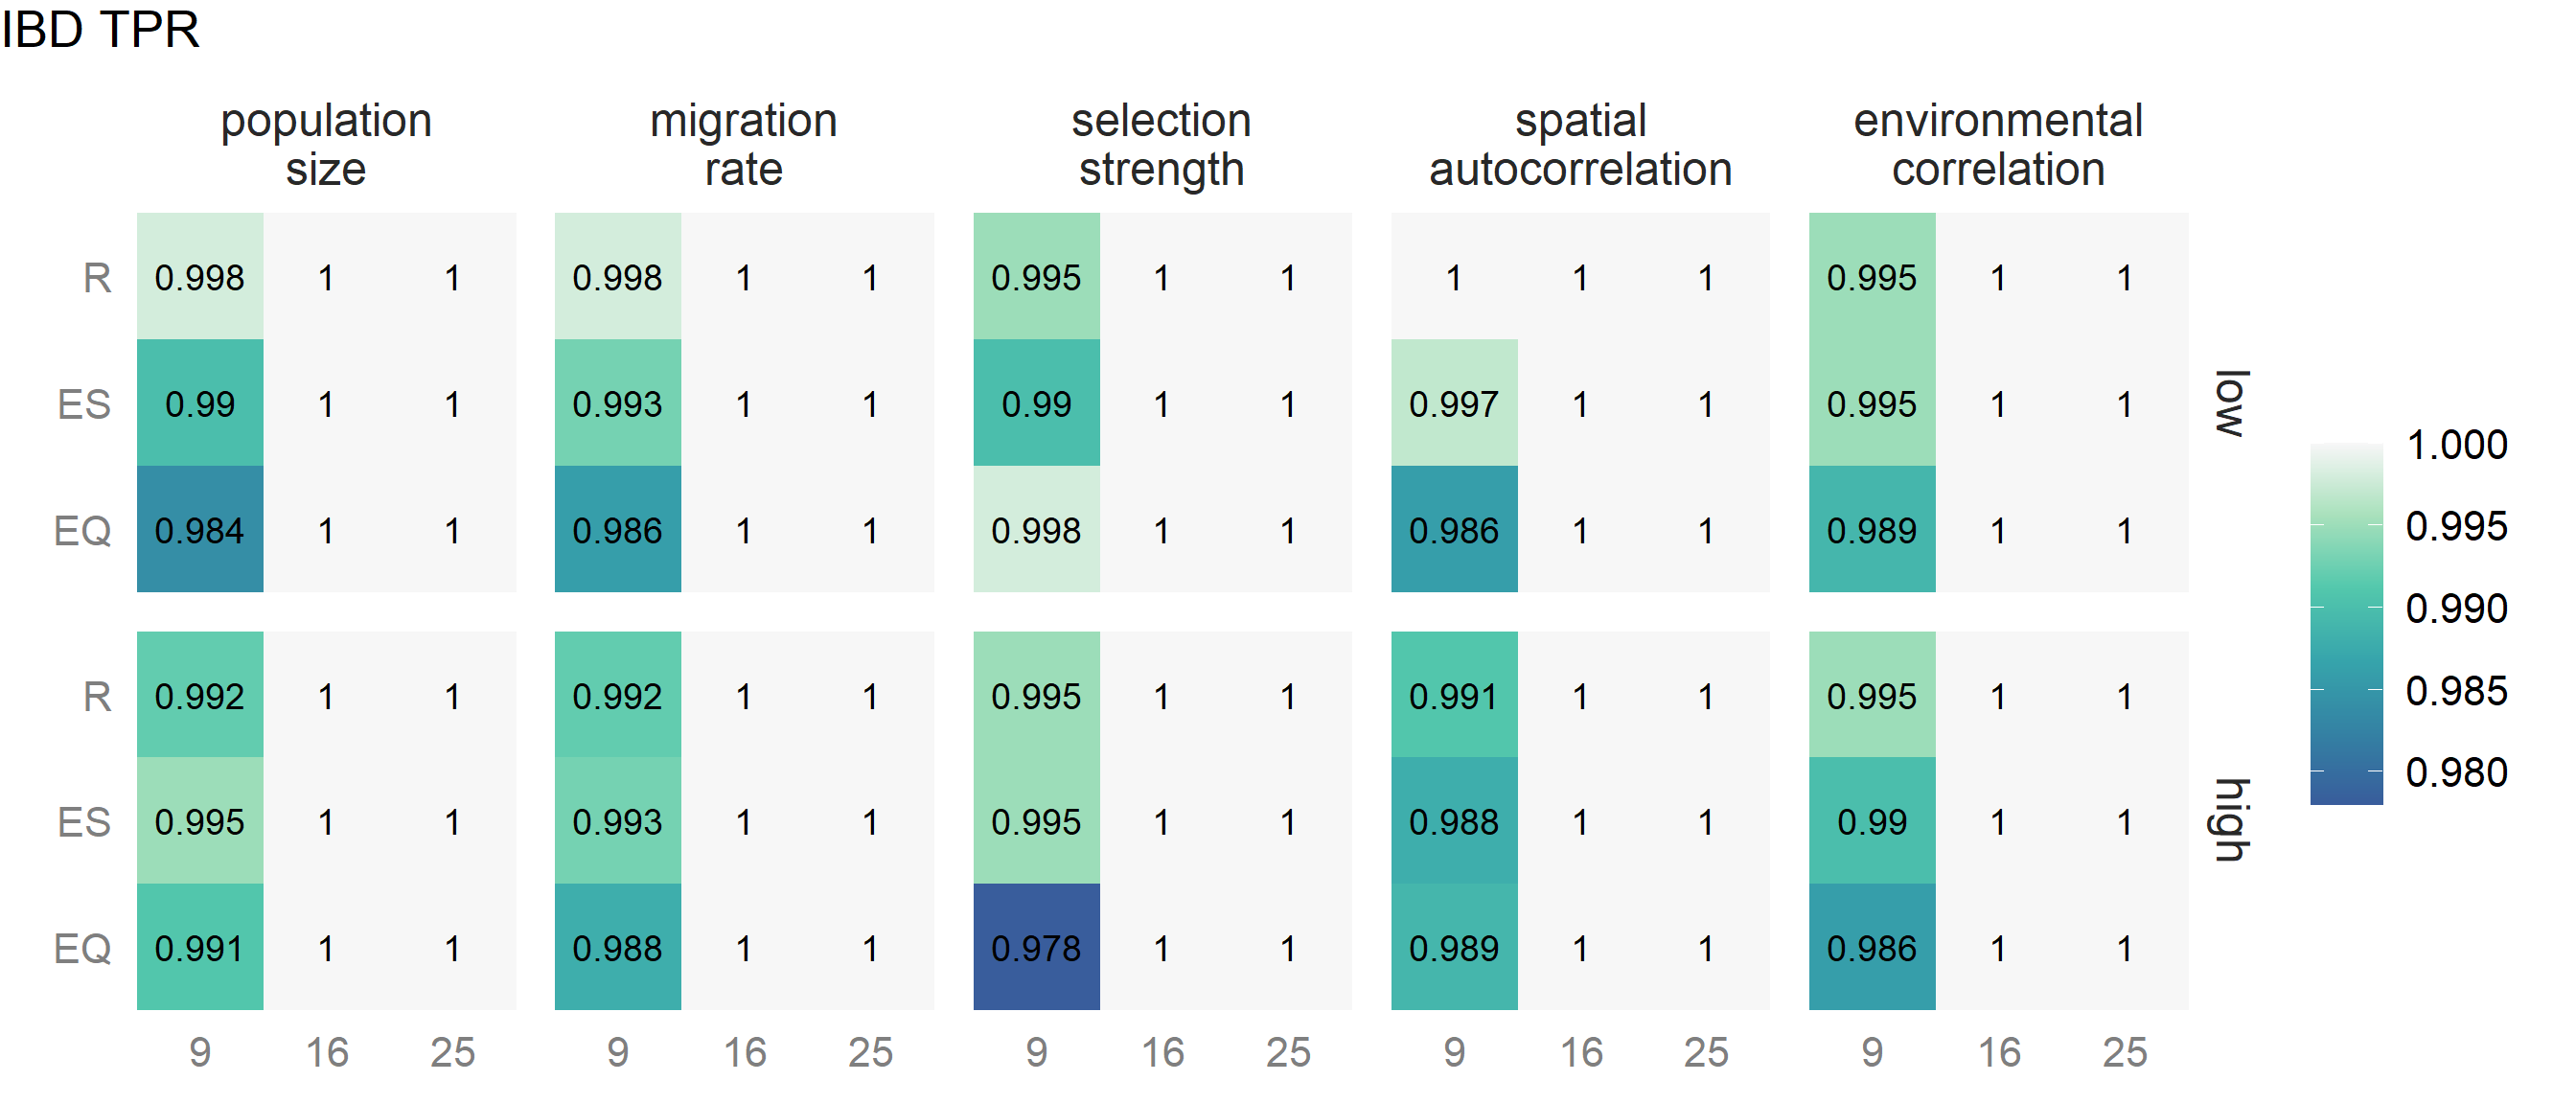 IBD TPR
population size
migration rate
selection strength
spatial autocorrelation
environmental correlation
R 0.998 1 1 0.998 1 1 0.995 1 1 1 1 1 0.995 1 1
ES 0.99 1 1 0.993 1 1 0.99 1 1 0.997 1 1 0.995 1 1
EQ 0.984 1 1 0.986 1 1 0.998 1 1 0.986 1 1 0.989 1 1
low
R 0.992 1 1 0.992 1 1 0.995 1 1 0.991 1 1 0.995 1 1
ES 0.995 1 1 0.993 1 1 0.995 1 1 0.988 1 1 0.99 1 1
EQ 0.991 1 1 0.988 1 1 0.978 1 1 0.989 1 1 0.986 1 1
high
9 16 25 9 16 25 9 16 25 9 16 25 9 16 25
1.000
0.995
0.990
0.985
0.980